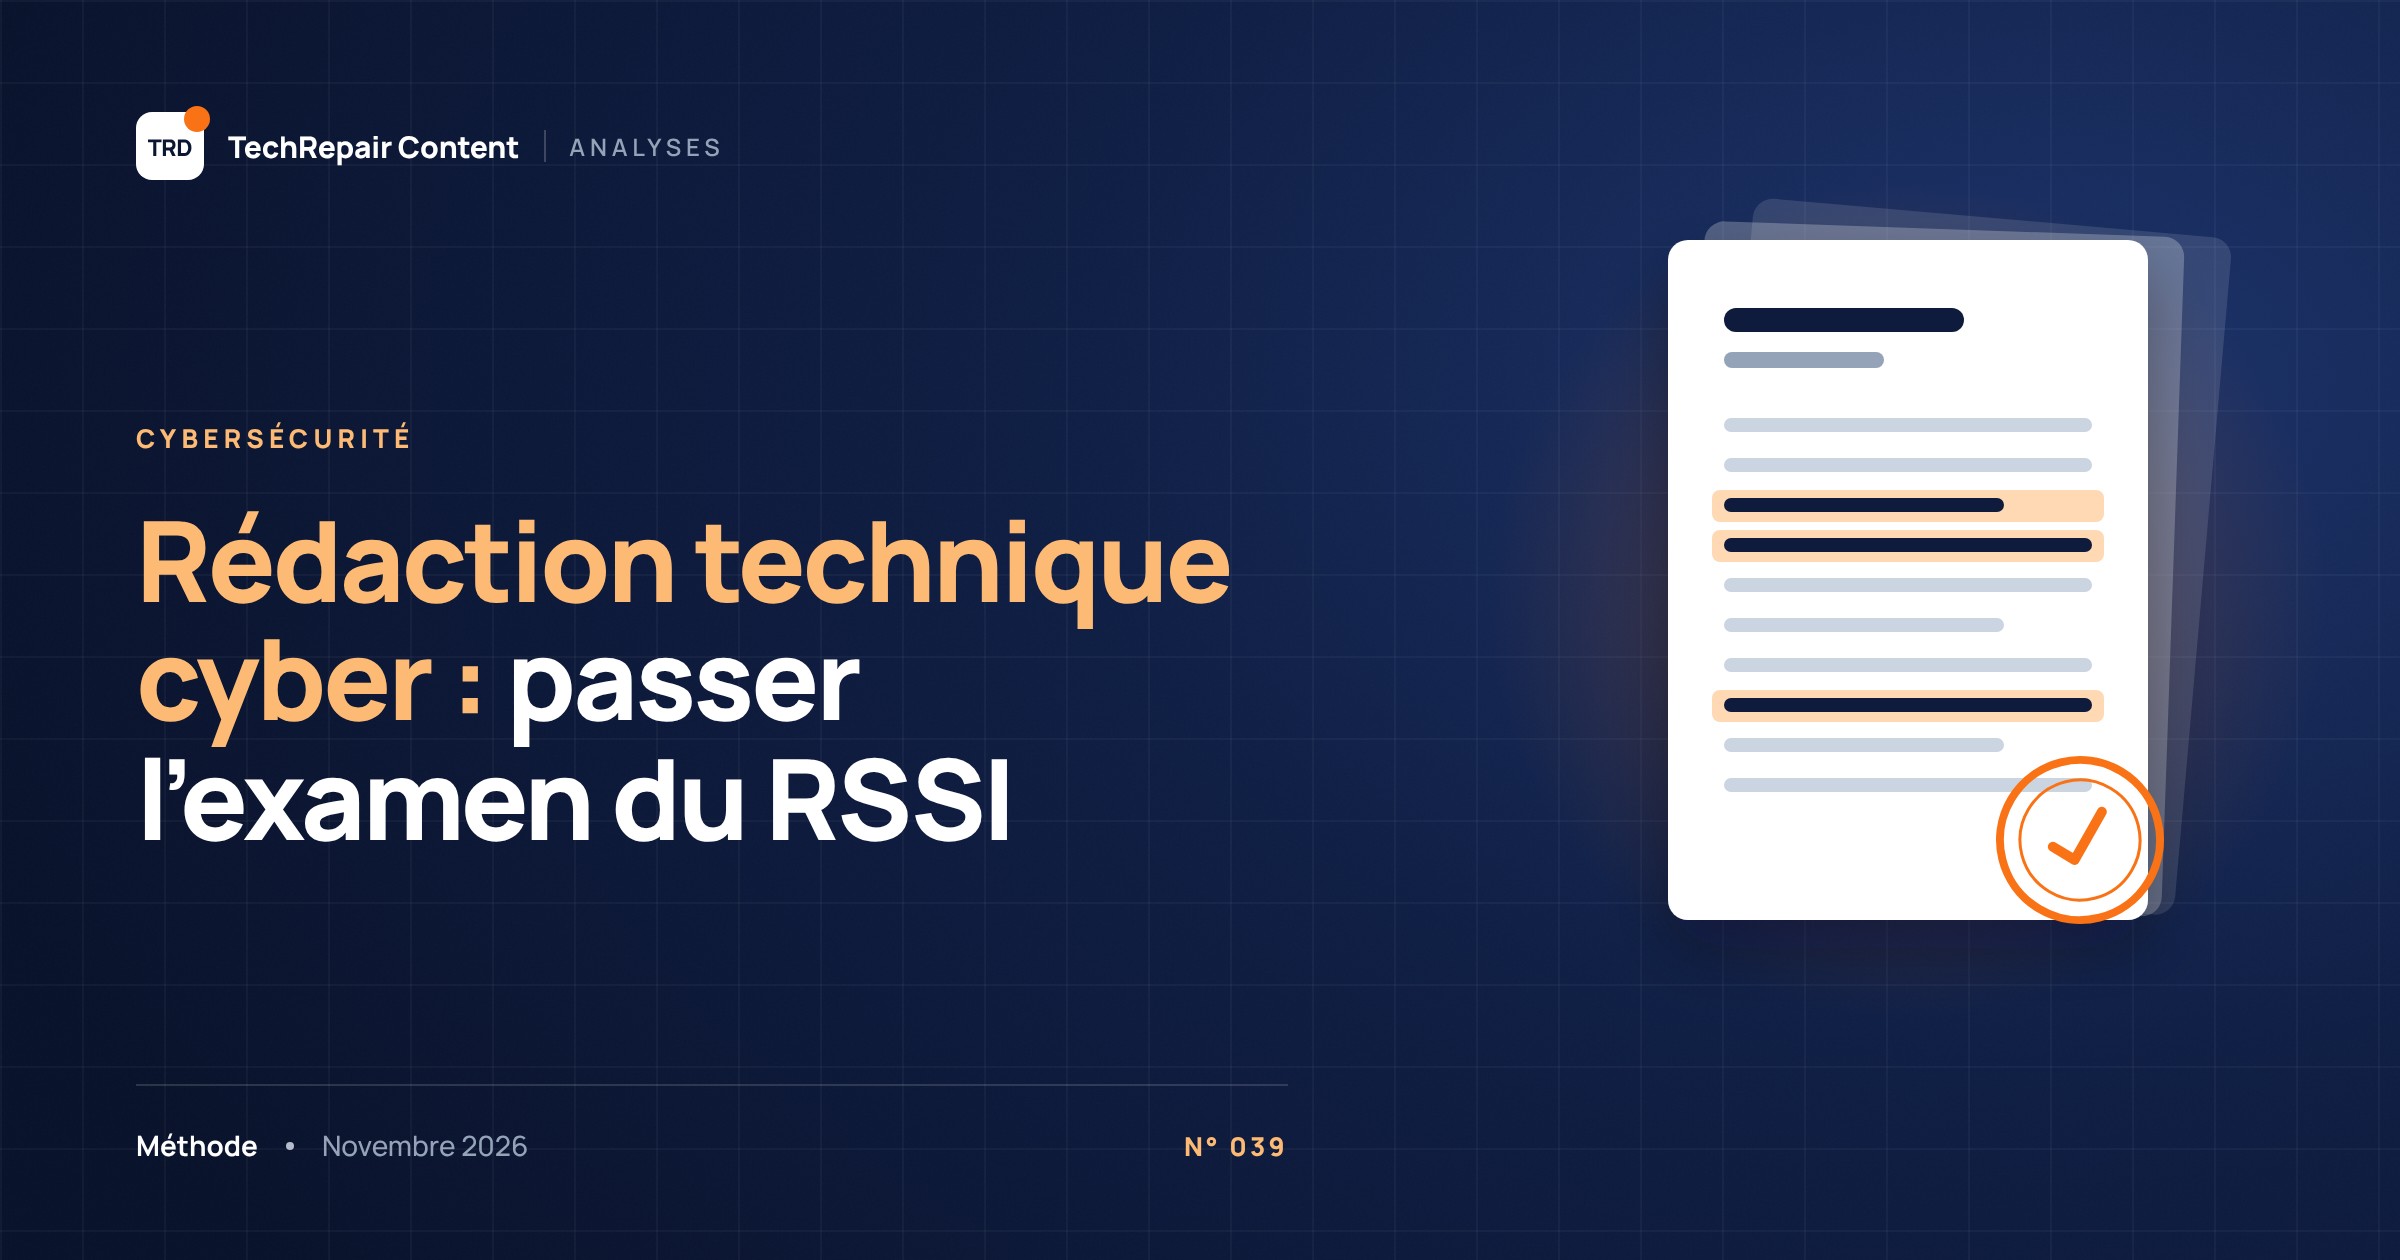 TRD
TechRepair Content
ANALYSES
CYBERSÉCURITÉ
Rédaction technique
cyber : passer
l’examen du RSSI
Méthode • Novembre 2026
N° 039